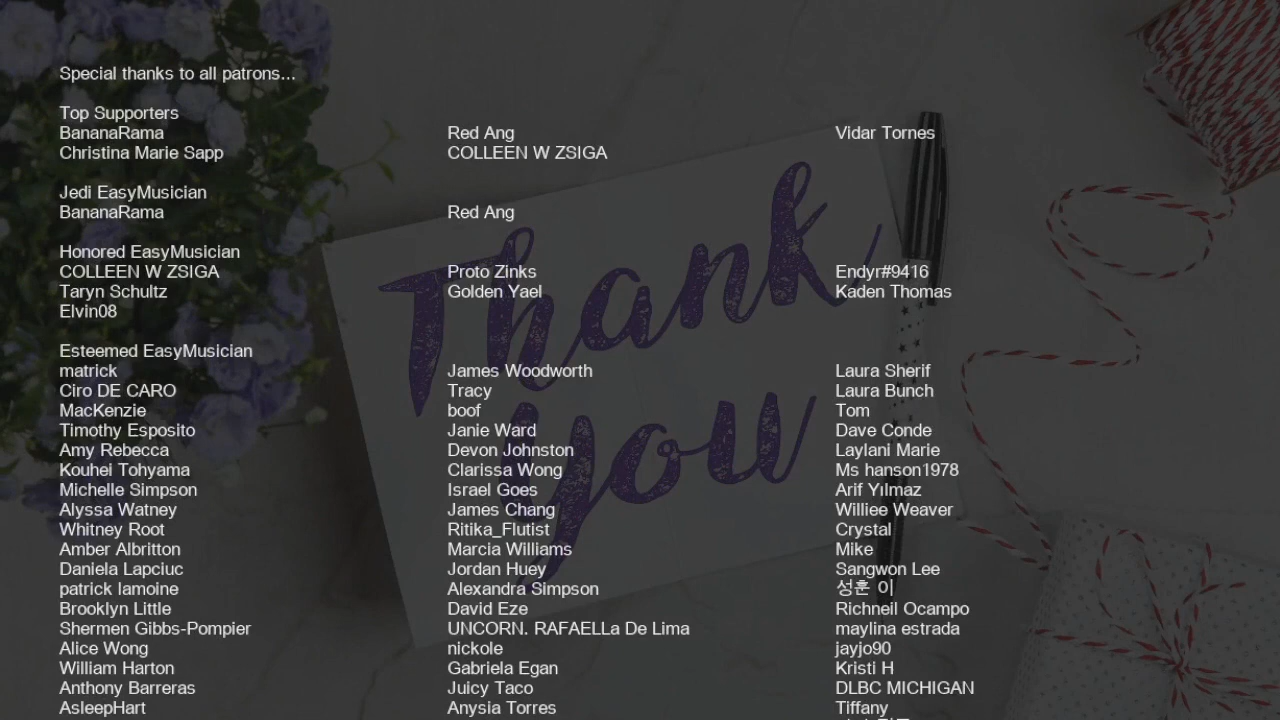 Special thanks to all patrons...
Top Supporters
BananaRama Red Ang Vidar Tornes
Christina Marie Sapp COLLEEN W ZSIGA
Jedi EasyMusician
BananaRama Red Ang
Honored EasyMusician
COLLEEN W ZSIGA Proto Zinks Endyr#9416
Taryn Schultz Golden Yael Kaden Thomas
Elvin08
Esteemed EasyMusician
matrick James Woodworth Laura Sherif
Ciro DE CARO Tracy Laura Bunch
MacKenzie boof Tom
Timothy Esposito Janie Ward Dave Conde
Amy Rebecca Devon Johnston Laylani Marie
Kouhei Tohyama Clarissa Wong Ms hanson1978
Michelle Simpson Israel Goes Arif Yılmaz
Alyssa Watney James Chang Williee Weaver
Whitney Root Ritika_Flutist Crystal
Amber Albritton Marcia Williams Mike
Daniela Lapciuc Jordan Huey Sangwon Lee
patrick lamoine Alexandra Simpson 성훈 이
Brooklyn Little David Eze Richneil Ocampo
Shermen Gibbs-Pompier UNCORN. RAFAELLa De Lima maylina estrada
Alice Wong nickole jayjo90
William Harton Gabriela Egan Kristi H
Anthony Barreras Juicy Taco DLBC MICHIGAN
AsleepHart Anysia Torres Tiffany
Thank
you